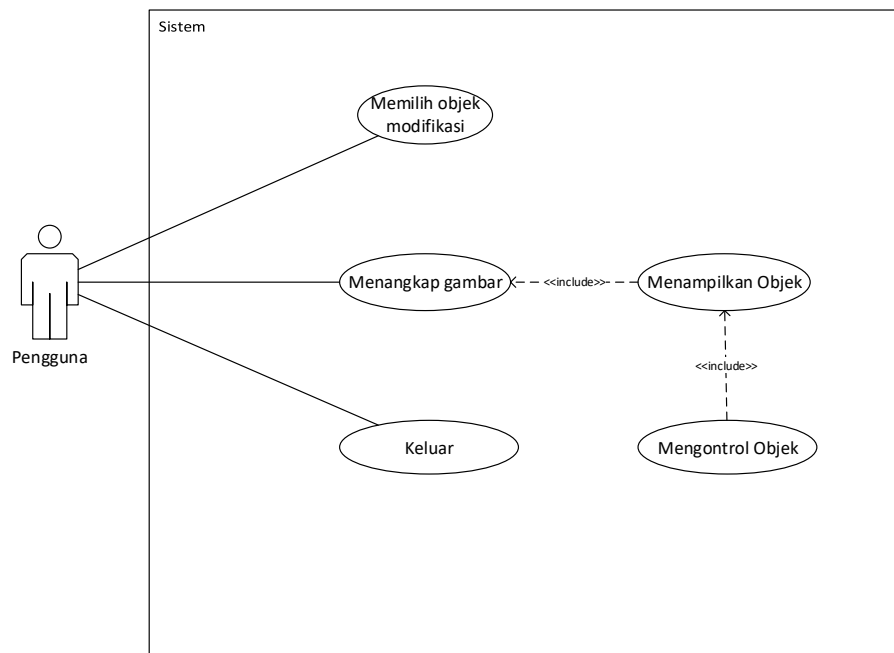 Sistem
Memilih objek
modifikasi
Menangkap gambar
<<include>>
Menampilkan Objek
Pengguna
<<include>>
Keluar
Mengontrol Objek